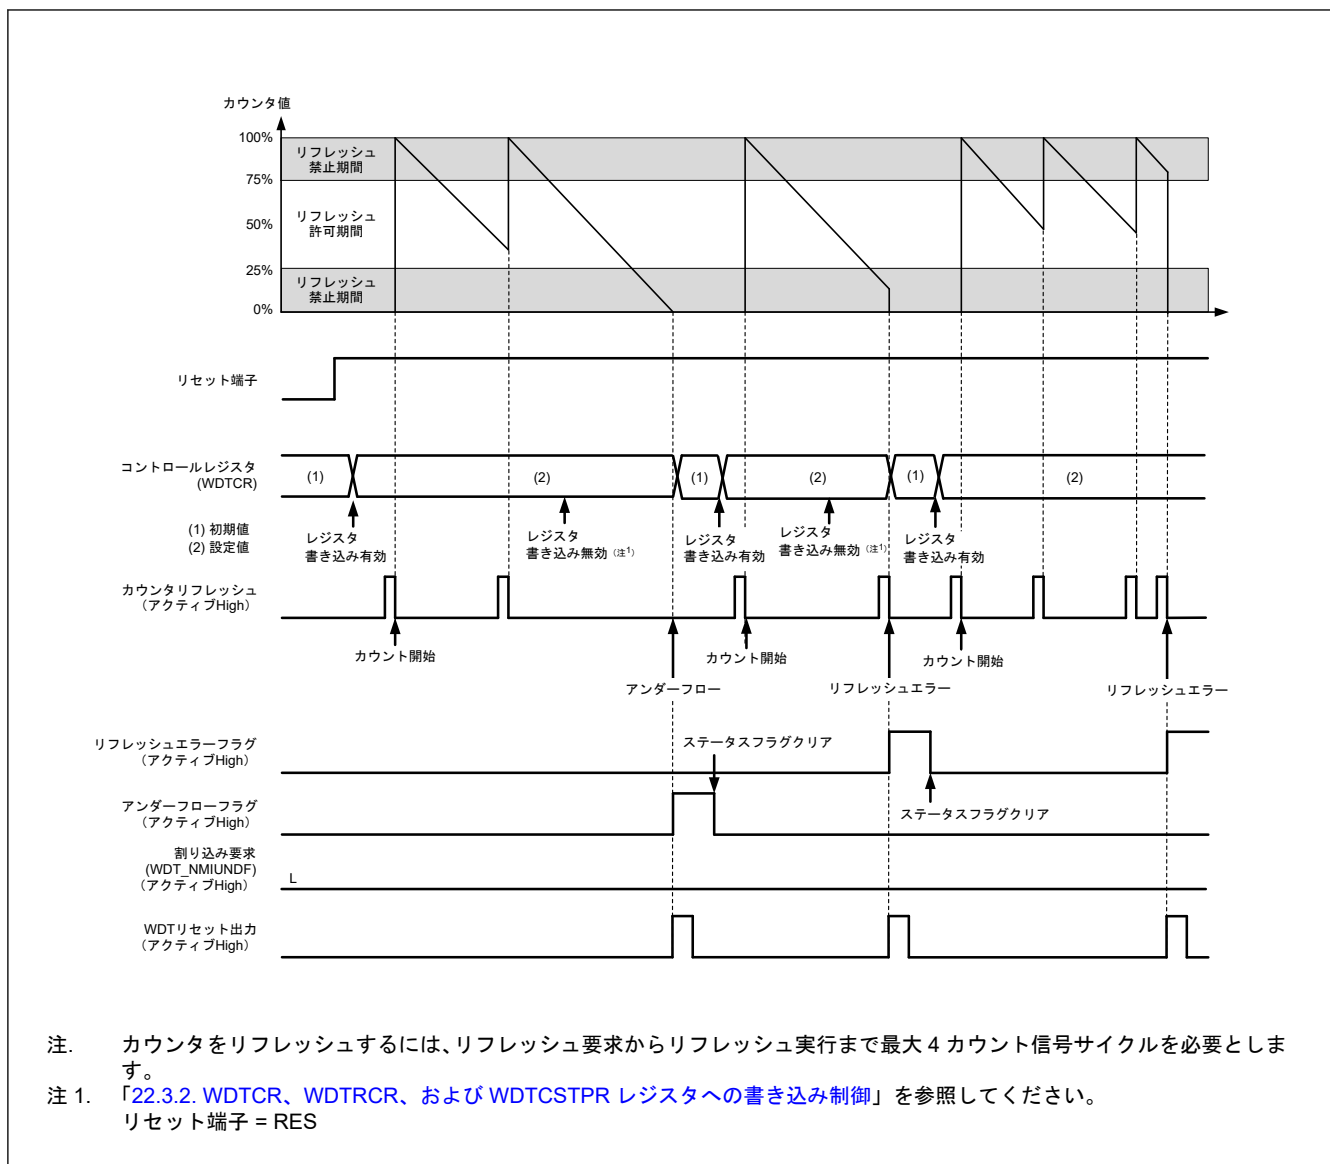 カウンタ値
100%
リフレッシュ
禁止期間
75%
リフレッシュ
許可期間
50%
25%
リフレッシュ
禁止期間
0%
リセット端子
コントロールレジスタ
(WDTCR)
(1)
(2)
(1)
(2)
(1)
(2)
(1) 初期値
(2) 設定値
レジスタ
書き込み有効
レジスタ
書き込み無効（注1）
レジスタ
書き込み有効
レジスタ
書き込み無効（注1）
レジスタ
書き込み有効
カウンタリフレッシュ
（アクティブHigh）
カウント開始
カウント開始
カウント開始
アンダーフロー
リフレッシュエラー
リフレッシュエラー
リフレッシュエラーフラグ
（アクティブHigh）
ステータスフラグクリア
アンダーフローフラグ
（アクティブHigh）
ステータスフラグクリア
割り込み要求
(WDT_NMIUNDF)
（アクティブHigh）
L
WDTリセット出力
（アクティブHigh）
注. カウンタをリフレッシュするには、リフレッシュ要求からリフレッシュ実行まで最大 4 カウント信号サイクルを必要としま
す。
注 1. 「22.3.2. WDTCR、WDTRCR、および WDTCSTPR レジスタへの書き込み制御」を参照してください。
リセット端子 = RES